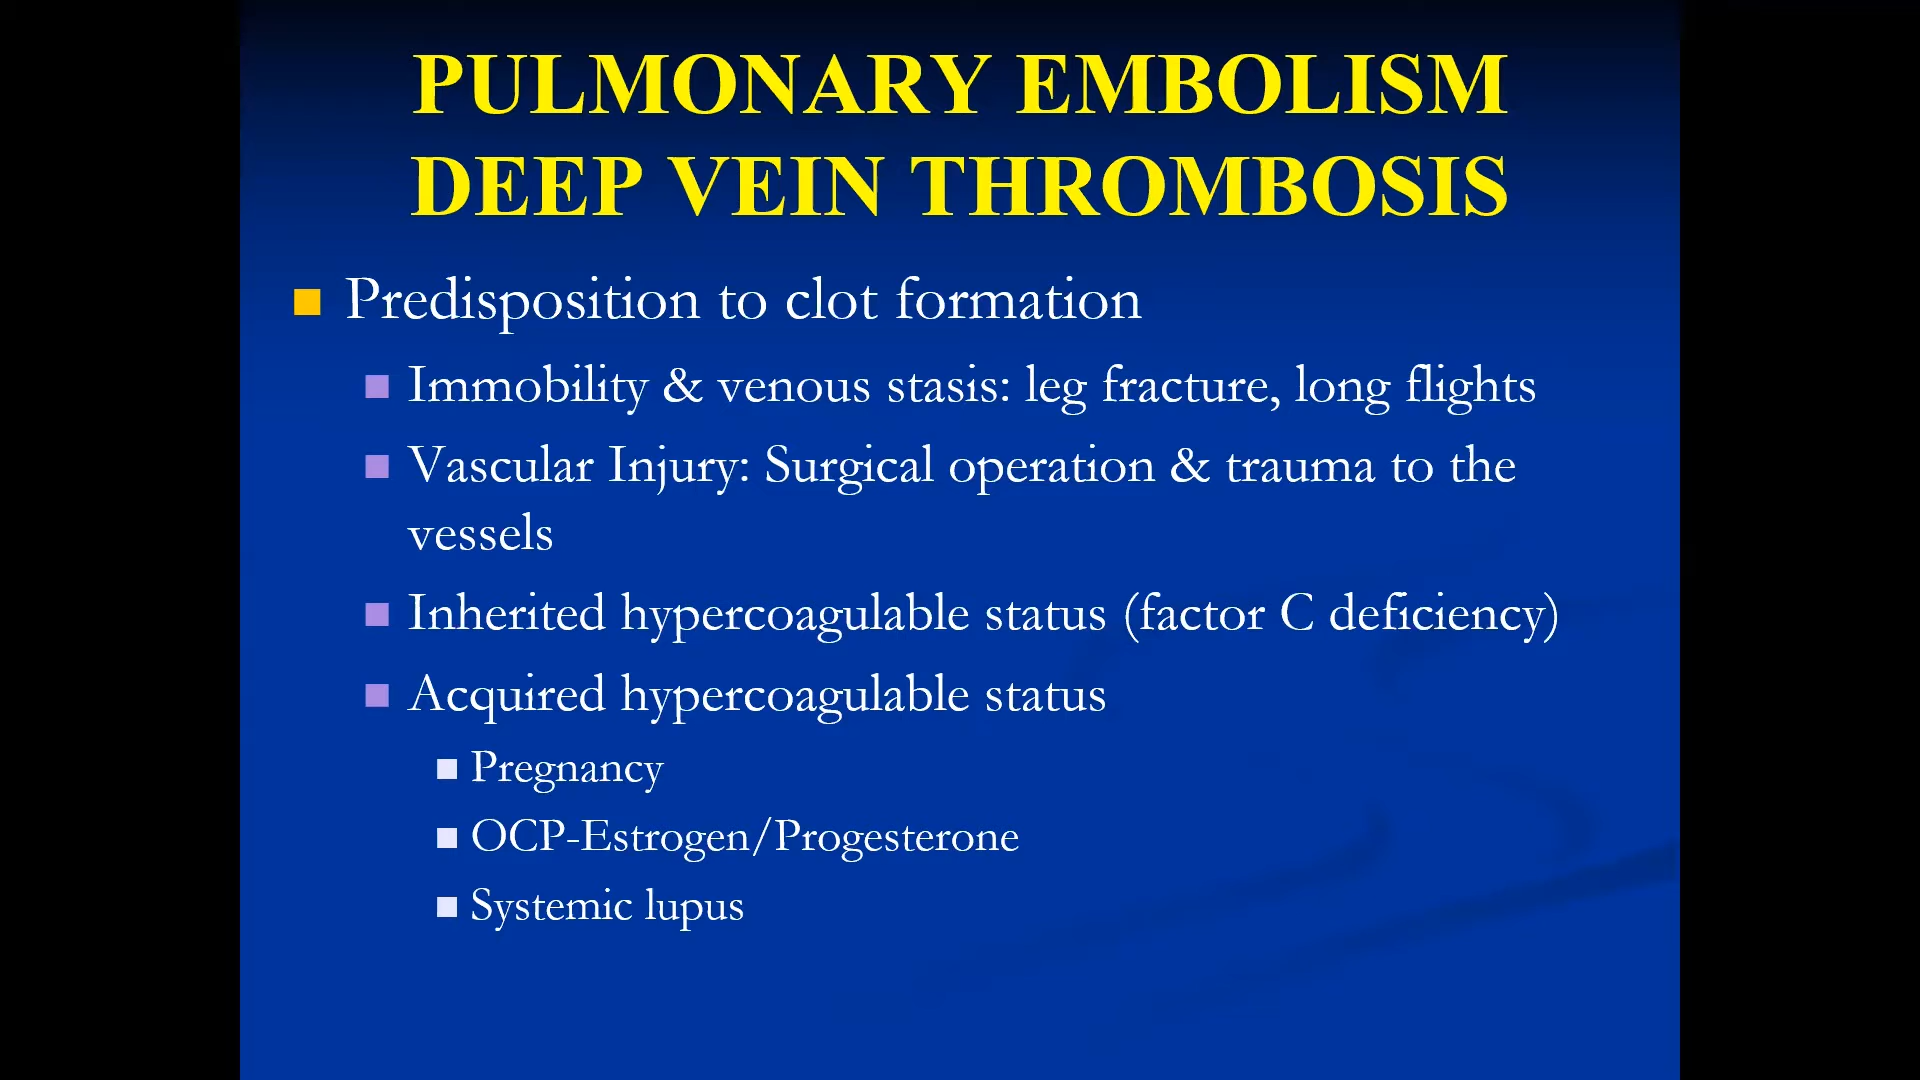 PULMONARY EMBOLISM
DEEP VEIN THROMBOSIS
Predisposition to clot formation
Immobility & venous stasis: leg fracture, long flights
Vascular Injury: Surgical operation & trauma to the
vessels
Inherited hypercoagulable status (factor C deficiency)
Acquired hypercoagulable status
Pregnancy
OCP-Estrogen/Progesterone
Systemic lupus